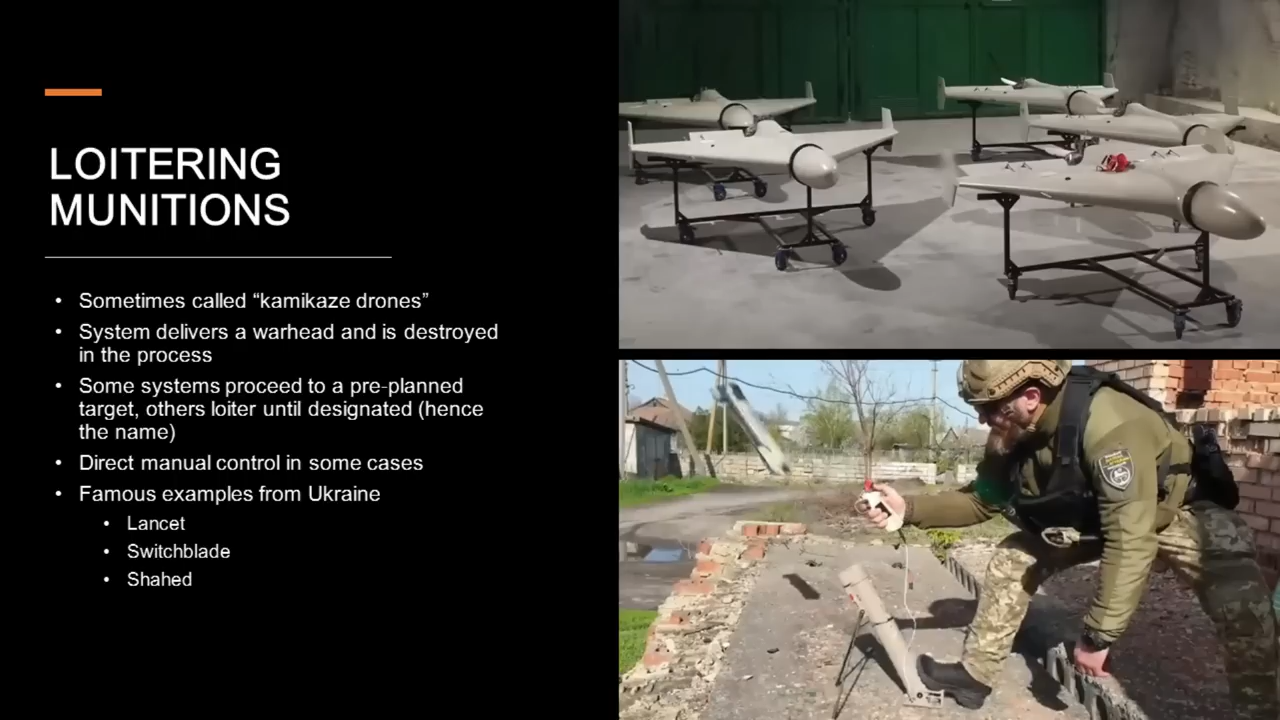 LOITERING
MUNITIONS
• Sometimes called “kamikaze drones”
• System delivers a warhead and is destroyed
in the process
• Some systems proceed to a pre-planned
target, others loiter until designated (hence
the name)
• Direct manual control in some cases
• Famous examples from Ukraine
• Lancet
• Switchblade
• Shahed